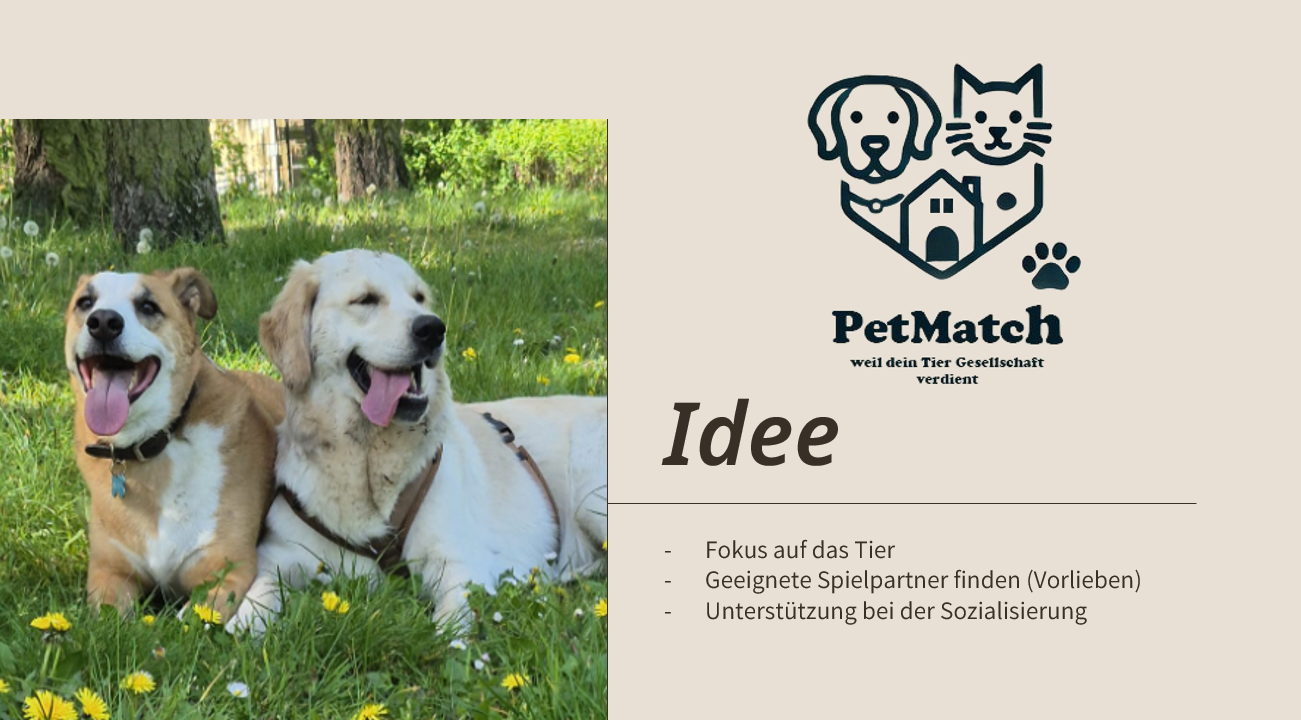 PetMatch
weil dein Tier Gesellschaft
verdient
Idee
- Fokus auf das Tier
- Geeignete Spielpartner finden (Vorlieben)
- Unterstützung bei der Sozialisierung